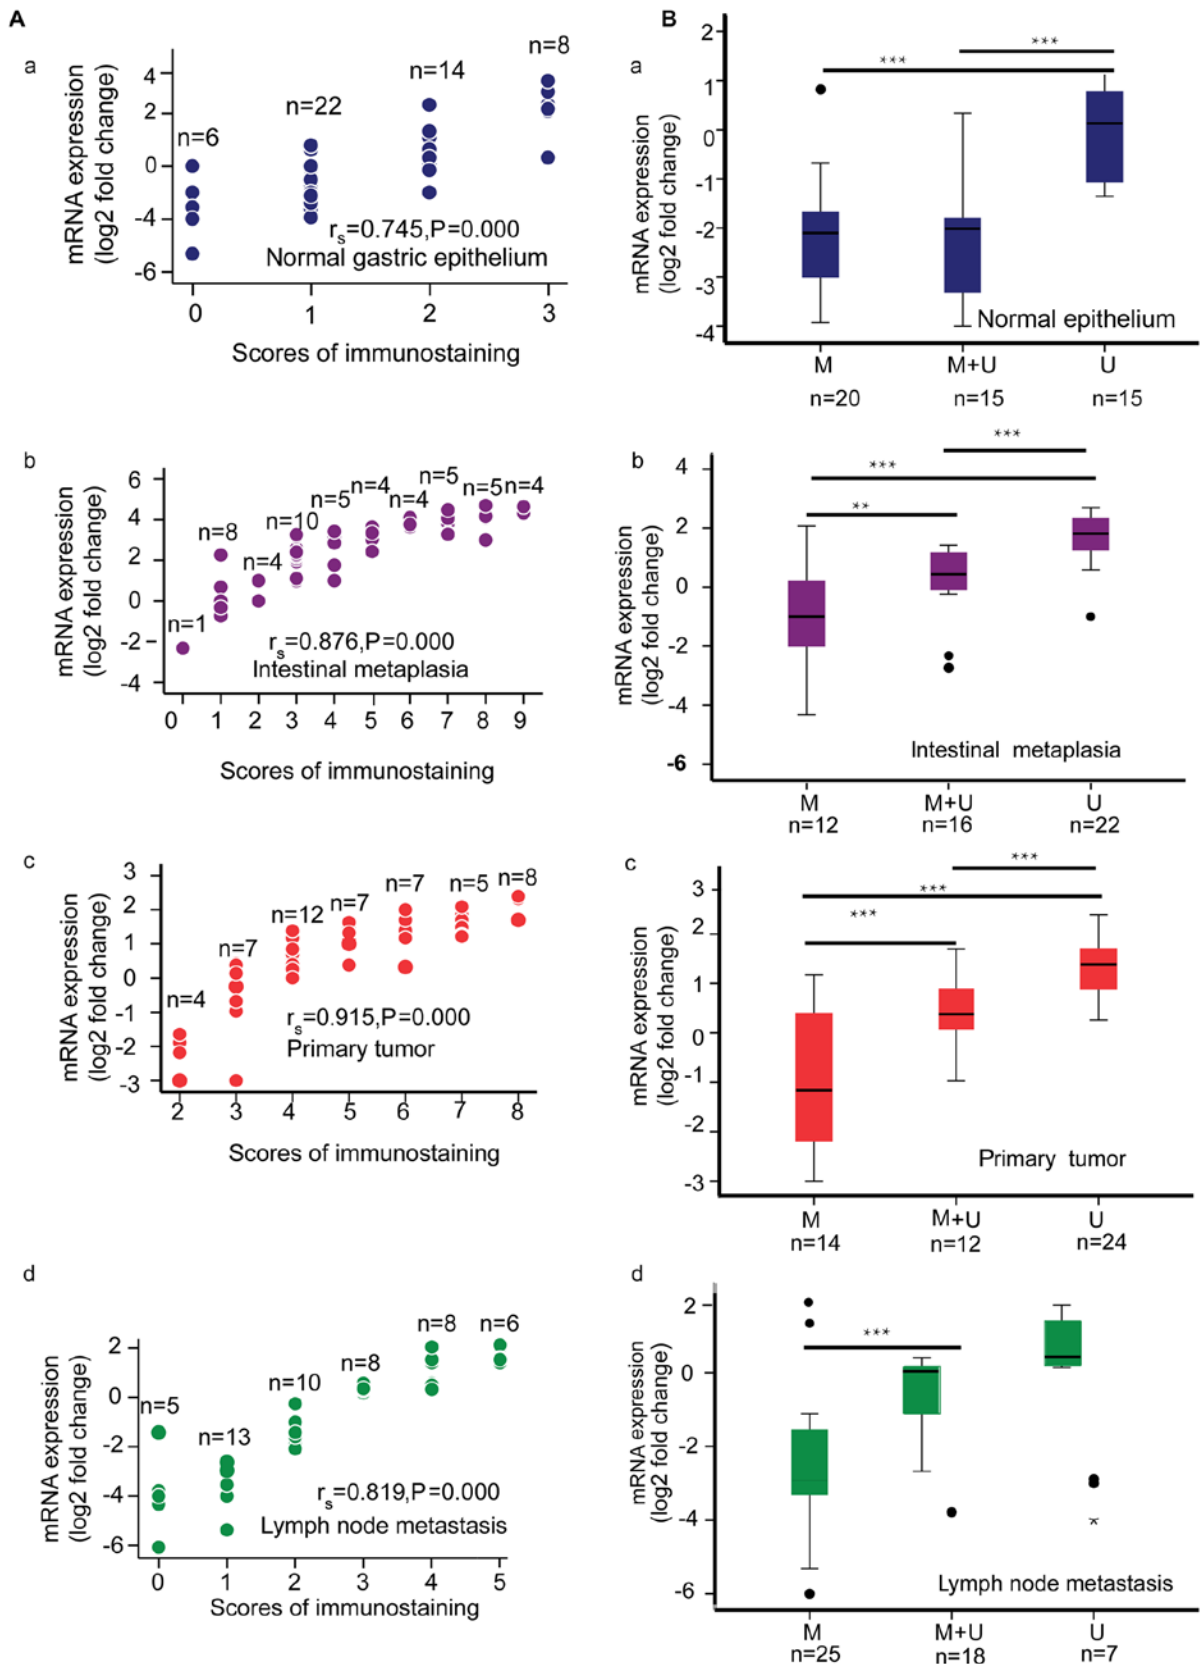 A
a
mRNA expression
(log2 fold change)
4
2
0
-4
-6
n=6
n=22
n=14
n=8
rs=0.745,P=0.000
Normal gastric epithelium
0 1 2 3
Scores of immunostaining
b
mRNA expression
(log2 fold change)
6
4
2
0
-2
-4
n=1
n=8
n=4
n=10
n=5
n=4
n=4
n=5
n=5
n=4
rs=0.876,P=0.000
Intestinal metaplasia
0 1 2 3 4 5 6 7 8 9
Scores of immunostaining
c
mRNA expression
(log2 fold change)
3
2
1
0
-1
-2
-3
n=4
n=7
n=12
n=7
n=7
n=5
n=8
rs=0.915,P=0.000
Primary tumor
2 3 4 5 6 7 8
Scores of immunostaining
d
mRNA expression
(log2 fold change)
2
0
-2
-4
-6
n=5
n=13
n=10
n=8
n=8
n=6
rs=0.819,P=0.000
Lymph node metastasis
0 1 2 3 4 5
Scores of immunostaining
B
a
mRNA expression
(log2 fold change)
2
1
0
-1
-2
-3
-4
***
***
Normal epithelium
M M+U U
n=20 n=15 n=15
b
mRNA expression
(log2 fold change)
4
2
0
-2
-4
-6
***
***
**
Intestinal metaplasia
M M+U U
n=12 n=16 n=22
c
mRNA expression
(log2 fold change)
3
2
1
0
-1
-2
-3
***
***
***
Primary tumor
M M+U U
n=14 n=12 n=24
d
mRNA expression
(log2 fold change)
2
0
-2
-4
-6
***
*
Lymph node metastasis
M M+U U
n=25 n=18 n=7